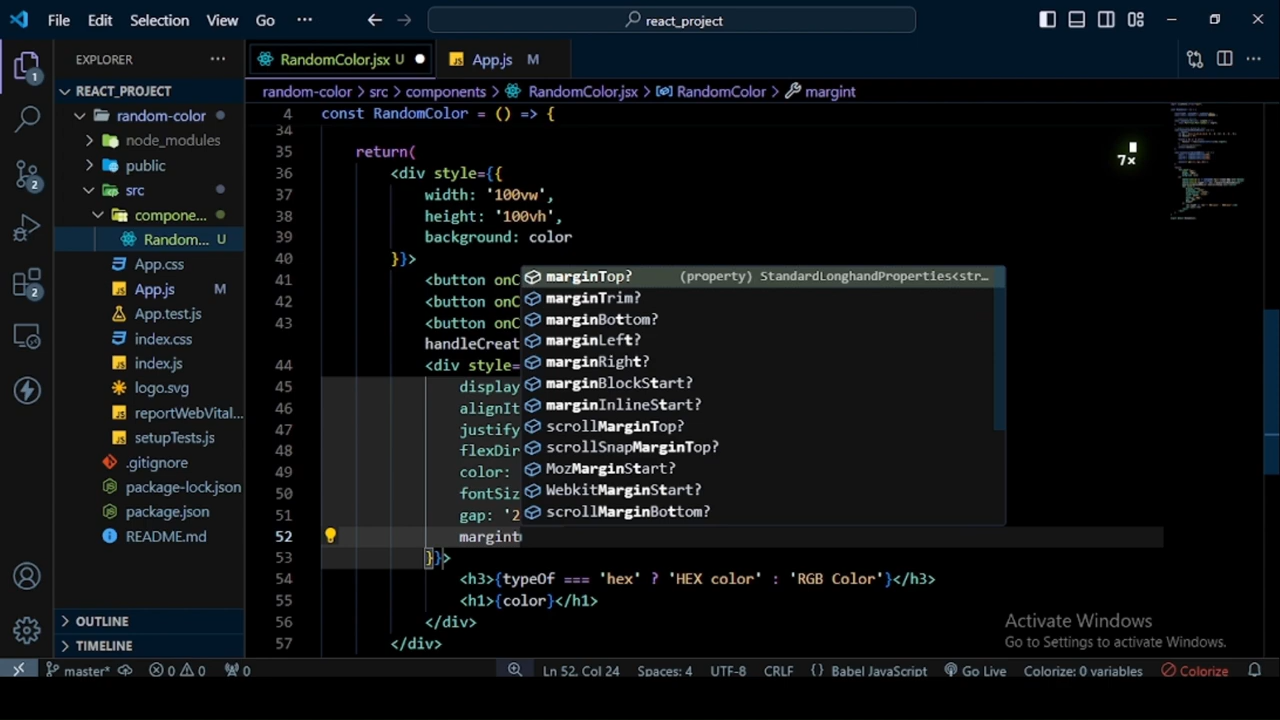 File Edit Selection View Go ··· react_project
EXPLORER ··· RandomColor.jsx U App.js M
REACT_PROJECT
random-color
node_modules
public
src
compone...
Random... U
App.css
App.js M
App.test.js
index.css
index.js
logo.svg
reportWebVital...
setupTests.js
.gitignore
package-lock.json
package.json
README.md
OUTLINE
TIMELINE
random-color > src > components > RandomColor.jsx > RandomColor > margint
4 const RandomColor = () => {
34
35 return(
36 <div style={{
37 width: '100vw',
38 height: '100vh',
39 background: color
40 }}>
41 <button onC
42 <button onC
43 <button onC
handleCreat
44 <div style=
45 display
46 alignIt
47 justify
48 flexDir
49 color:
50 fontSiz
51 gap: '2
52 margint
53 }}>
54 <h3>{typeOf === 'hex' ? 'HEX color' : 'RGB Color'}</h3>
55 <h1>{color}</h1>
56 </div>
57 </div>
marginTop? (property) StandardLonghandProperties<str…
marginTrim?
marginBottom?
marginLeft?
marginRight?
marginBlockStart?
marginInlineStart?
scrollMarginTop?
scrollSnapMarginTop?
MozMarginStart?
WebkitMarginStart?
scrollMarginBottom?
7×
Activate Windows
Go to Settings to activate Windows.
master* 0 0 0 Ln 52, Col 24 Spaces: 4 UTF-8 CRLF {} Babel JavaScript Go Live Colorize: 0 variables Colorize
1
2
2